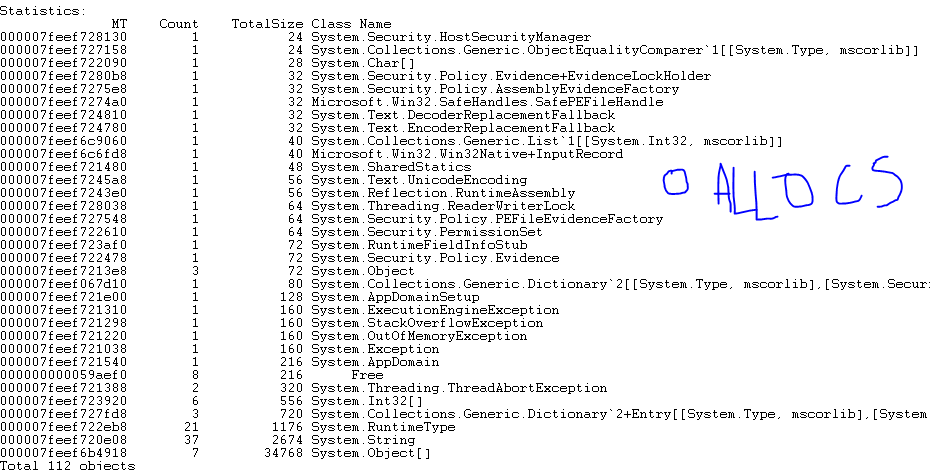 Statistics:
MT Count TotalSize Class Name
000007feef728130 1 24 System.Security.HostSecurityManager
000007feef727158 1 24 System.Collections.Generic.ObjectEqualityComparer`1[[System.Type, mscorlib]]
000007feef722090 1 28 System.Char[]
000007feef7280b8 1 32 System.Security.Policy.Evidence+EvidenceLockHolder
000007feef7275e8 1 32 System.Security.Policy.AssemblyEvidenceFactory
000007feef7274a0 1 32 Microsoft.Win32.SafeHandles.SafePEFileHandle
000007feef724810 1 32 System.Text.DecoderReplacementFallback
000007feef724780 1 32 System.Text.EncoderReplacementFallback
000007feef6c9060 1 40 System.Collections.Generic.List`1[[System.Int32, mscorlib]]
000007feef6c6fd8 1 40 Microsoft.Win32.Win32Native+InputRecord
000007feef721480 1 48 System.SharedStatics
000007feef7245a8 1 56 System.Text.UnicodeEncoding
000007feef7243e0 1 56 System.Reflection.RuntimeAssembly
0 ALLOCS
000007feef728038 1 64 System.Threading.ReaderWriterLock
000007feef727548 1 64 System.Security.Policy.PEFileEvidenceFactory
000007feef722610 1 64 System.Security.PermissionSet
000007feef723af0 1 72 System.RuntimeFieldInfoStub
000007feef722478 1 72 System.Security.Policy.Evidence
000007feef7213e8 3 72 System.Object
000007feef067d10 1 80 System.Collections.Generic.Dictionary`2[[System.Type, mscorlib],[System.Securi
000007feef721e00 1 128 System.AppDomainSetup
000007feef721310 1 160 System.ExecutionEngineException
000007feef721298 1 160 System.StackOverflowException
000007feef721220 1 160 System.OutOfMemoryException
000007feef721038 1 160 System.Exception
000007feef721540 1 216 System.AppDomain
000000000059aef0 8 216 Free
000007feef721388 2 320 System.Threading.ThreadAbortException
000007feef723920 6 556 System.Int32[]
000007feef727fd8 3 720 System.Collections.Generic.Dictionary`2+Entry[[System.Type, mscorlib],[System
000007feef722eb8 21 1176 System.RuntimeType
000007feef720e08 37 2674 System.String
000007feef6b4918 7 34768 System.Object[]
Total 112 objects